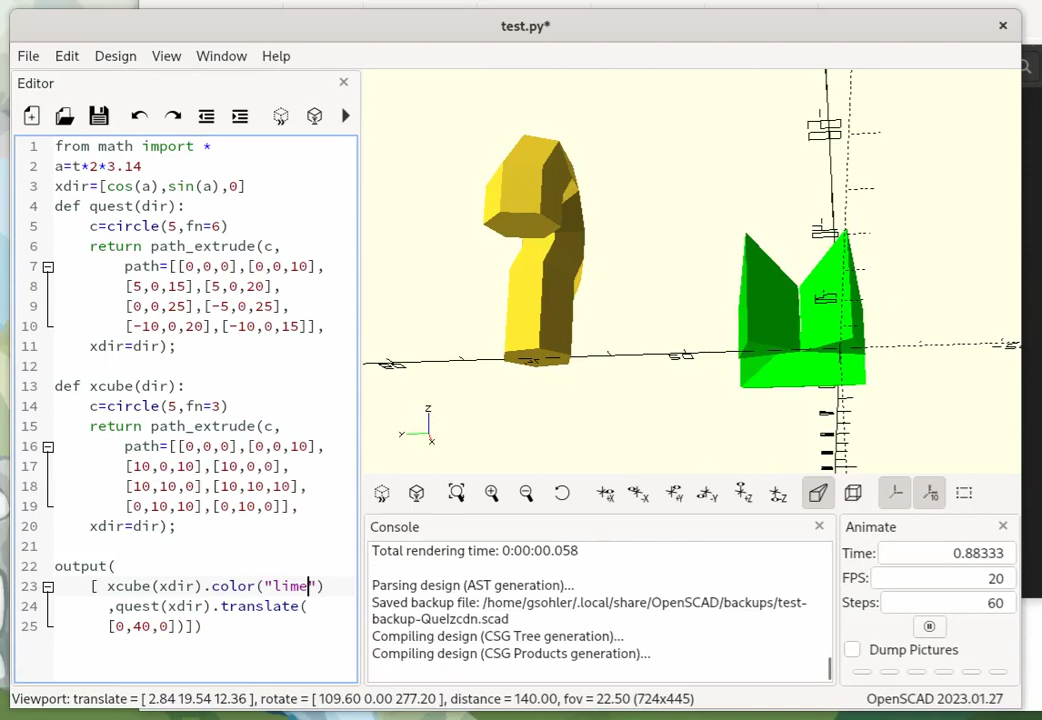 test.py*
File Edit Design View Window Help
Editor
1 from math import *
2 a=t*2*3.14
3 xdir=[cos(a),sin(a),0]
4 def quest(dir):
5 c=circle(5,fn=6)
6 return path_extrude(c,
7 path=[[0,0,0],[0,0,10],
8 [5,0,15],[5,0,20],
9 [0,0,25],[-5,0,25],
10 [-10,0,20],[-10,0,15]],
11 xdir=dir);
12
13 def xcube(dir):
14 c=circle(5,fn=3)
15 return path_extrude(c,
16 path=[[0,0,0],[0,0,10],
17 [10,0,10],[10,0,0],
18 [10,10,0],[10,10,10],
19 [0,10,10],[0,10,0]],
20 xdir=dir);
21
22 output(
23 [ xcube(xdir).color("lime")
24 ,quest(xdir).translate(
25 [0,40,0])])
z
y
x
Console
Total rendering time: 0:00:00.058
Parsing design (AST generation)...
Saved backup file: /home/gsohler/.local/share/OpenSCAD/backups/test-
backup-QueIzcdn.scad
Compiling design (CSG Tree generation)...
Compiling design (CSG Products generation)...
Animate
Time: 0.88333
FPS: 20
Steps: 60
Dump Pictures
Viewport: translate = [ 2.84 19.54 12.36 ], rotate = [ 109.60 0.00 277.20 ], distance = 140.00, fov = 22.50 (724x445)
OpenSCAD 2023.01.27